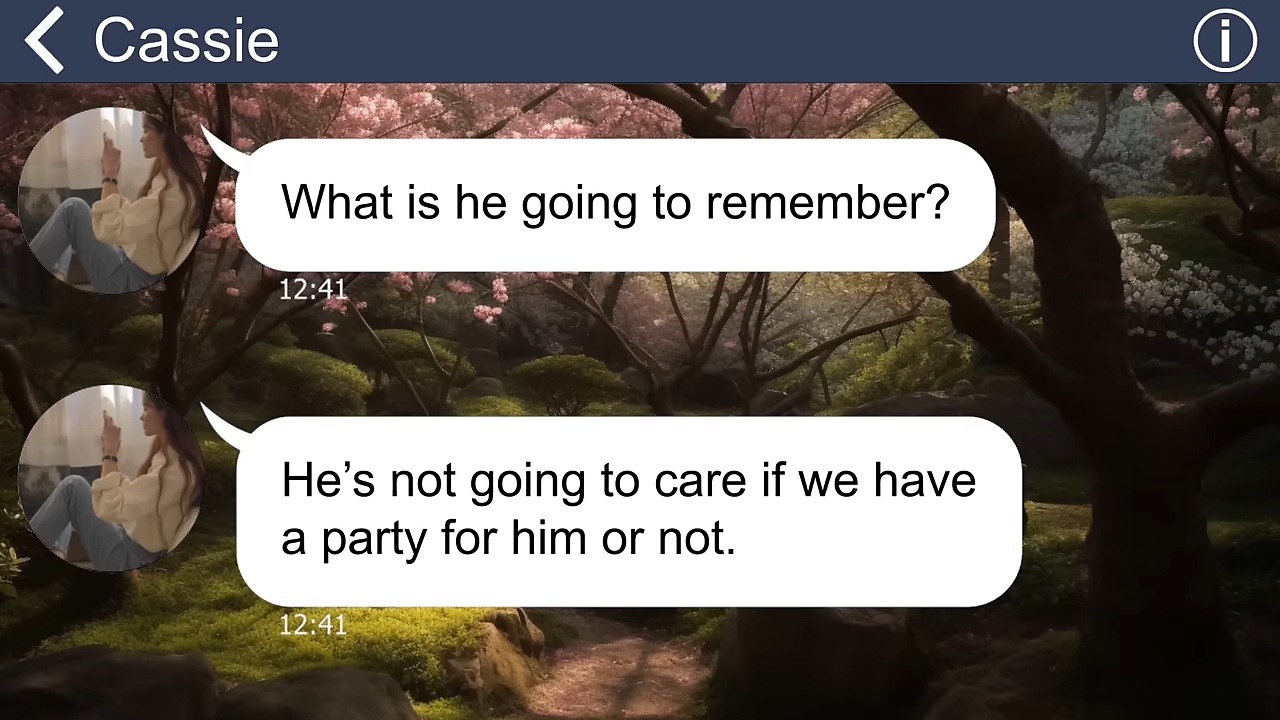 Cassie
What is he going to remember?
12:41
He’s not going to care if we have
a party for him or not.
12:41